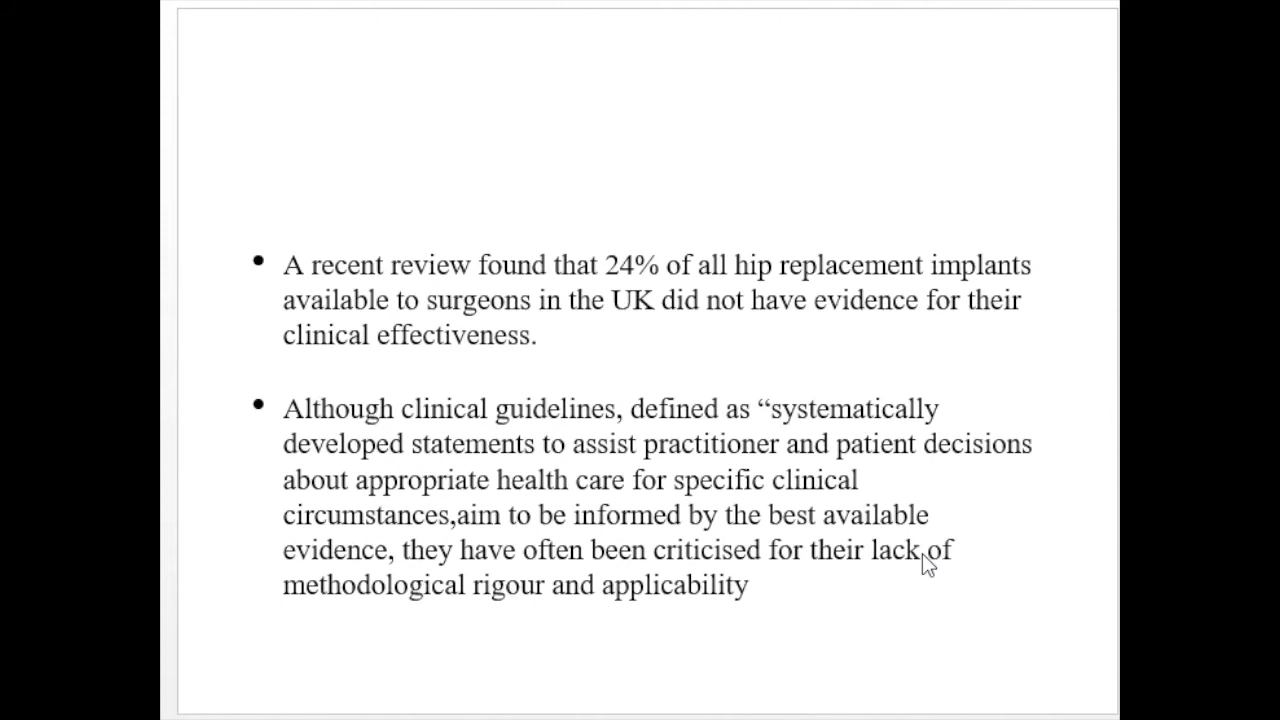 • A recent review found that 24% of all hip replacement implants
available to surgeons in the UK did not have evidence for their
clinical effectiveness.
• Although clinical guidelines, defined as “systematically
developed statements to assist practitioner and patient decisions
about appropriate health care for specific clinical
circumstances,aim to be informed by the best available
evidence, they have often been criticised for their lack of
methodological rigour and applicability